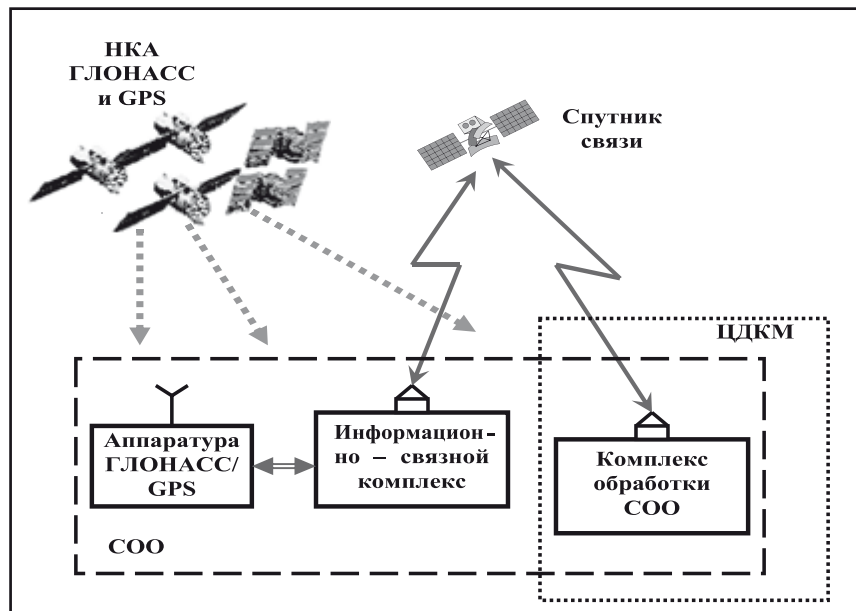 НКА
ГЛОНАСС
и GPS
Спутник
связи
ЦДКМ
Аппаратура
ГЛОНАСС/
GPS
Информацион-
но – связной
комплекс
Комплекс
обработки
СОО
СОО